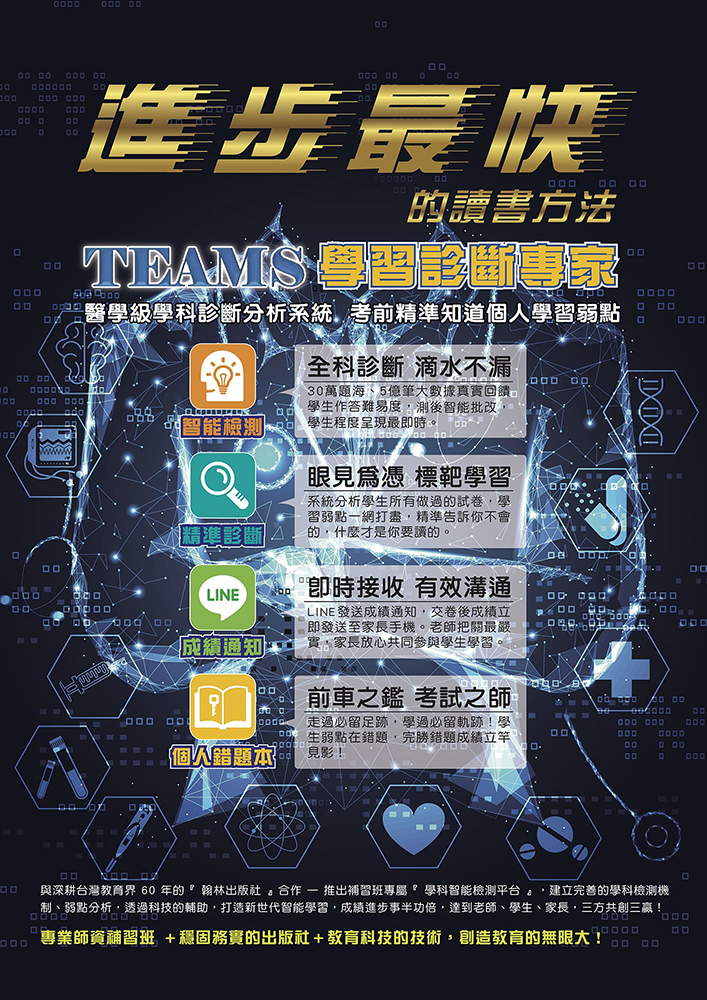 進步最快
的讀書方法
TEAMS 學習診斷專家
醫學級學科診斷分析系統 考前精準知道個人學習弱點
智能檢測
全科診斷 滴水不漏
30萬題海、5億筆大數據真實回饋
學生作答難易度，測後智能批改，
學生程度呈現最即時。
精準診斷
眼見為憑 標靶學習
系統分析學生所有做過的試卷，學
習弱點一網打盡，精準告訴你不會
的，什麼才是你要讀的。
LINE
成績通知
即時接收 有效溝通
LINE發送成績通知，交卷後成績立
即發送至家長手機。老師把關最嚴
實，家長放心共同參與學生學習。
個人錯題本
前車之鑑 考試之師
走過必留足跡，學過必留軌跡！學
生弱點在錯題，完勝錯題成績立竿
見影！
與深耕台灣教育界 60 年的『 翰林出版社 』合作 — 推出補習班專屬『 學科智能檢測平台 』，建立完善的學科檢測機
制、弱點分析，透過科技的輔助，打造新世代智能學習，成績進步事半功倍，達到老師、學生、家長，三方共創三贏！
專業師資補習班 ＋穩固務實的出版社＋教育科技的技術，創造教育的無限大！